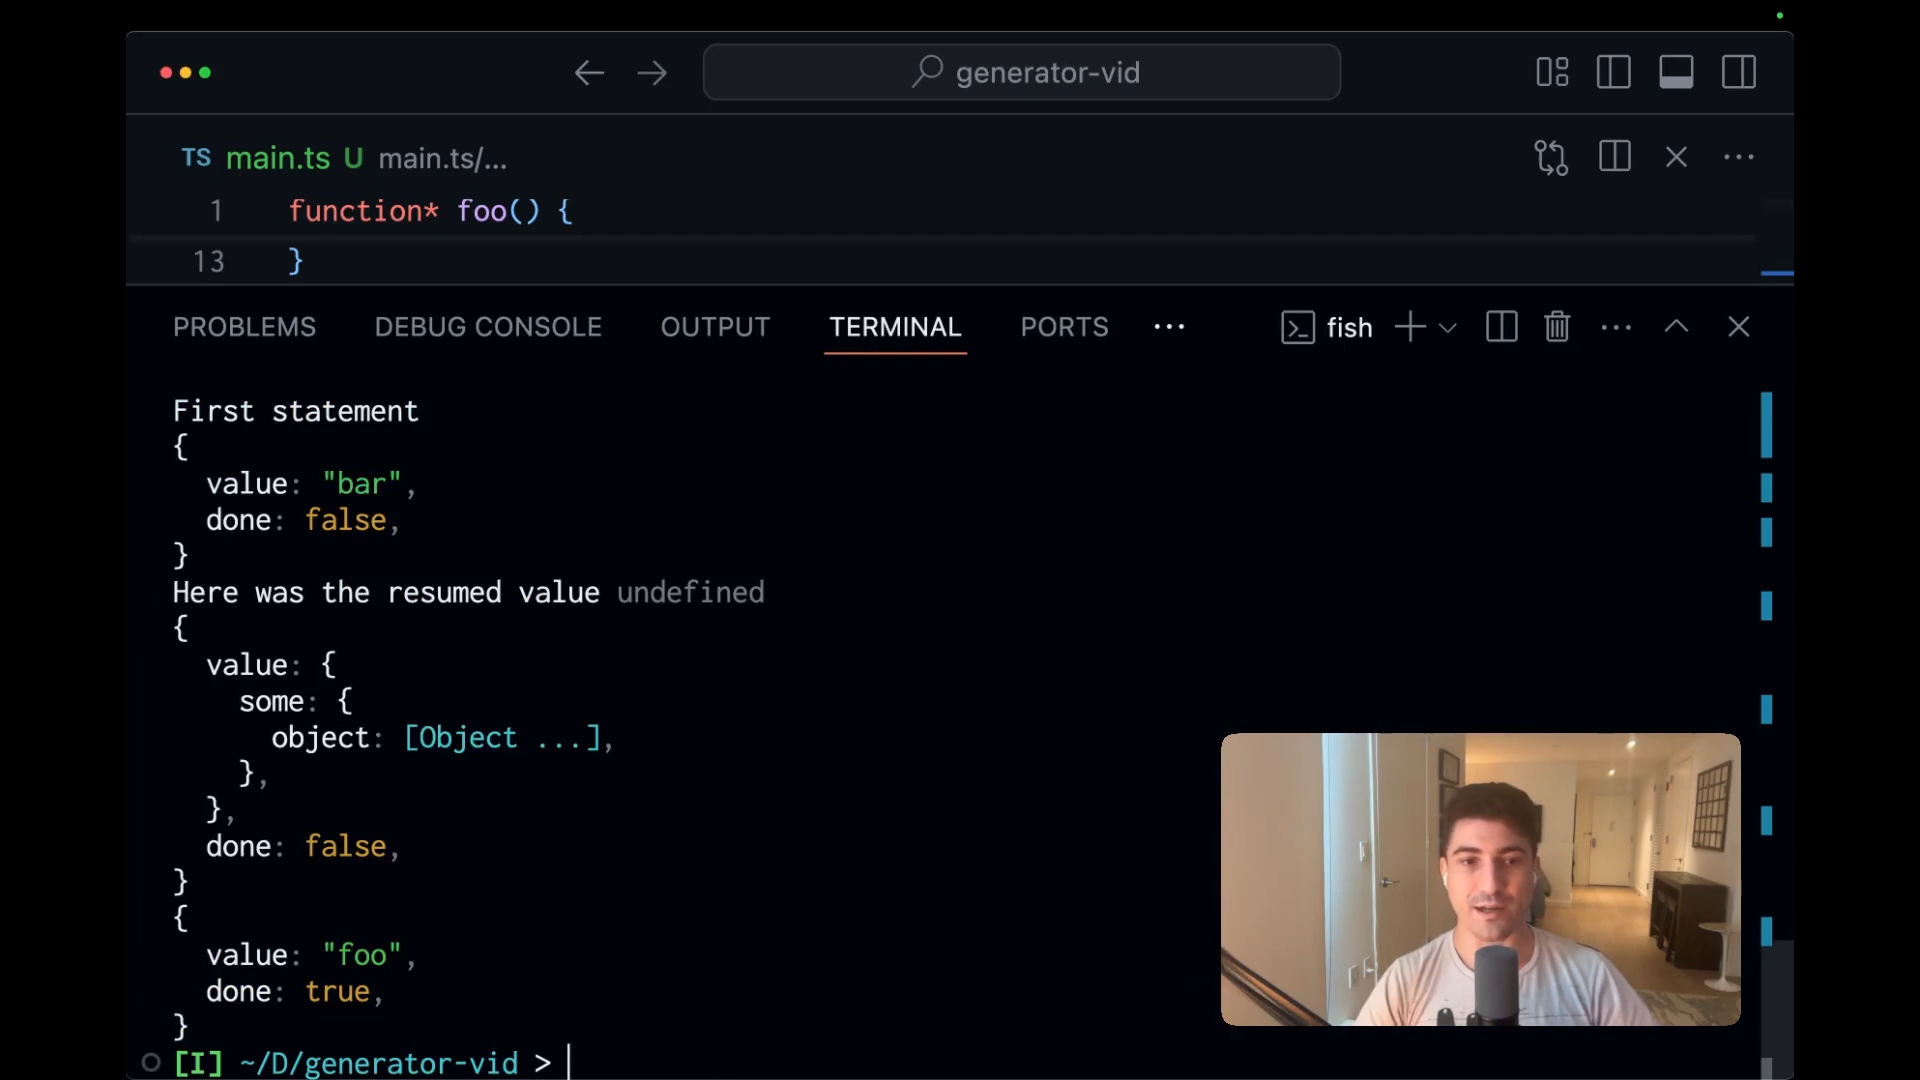 generator-vid
TS main.ts U main.ts/...
1 function* foo() {
13 }
PROBLEMS DEBUG CONSOLE OUTPUT TERMINAL PORTS ... fish
First statement
{
value: "bar",
done: false,
}
Here was the resumed value undefined
{
value: {
some: {
object: [Object ...],
},
},
done: false,
}
{
value: "foo",
done: true,
}
[I] ~/D/generator-vid >